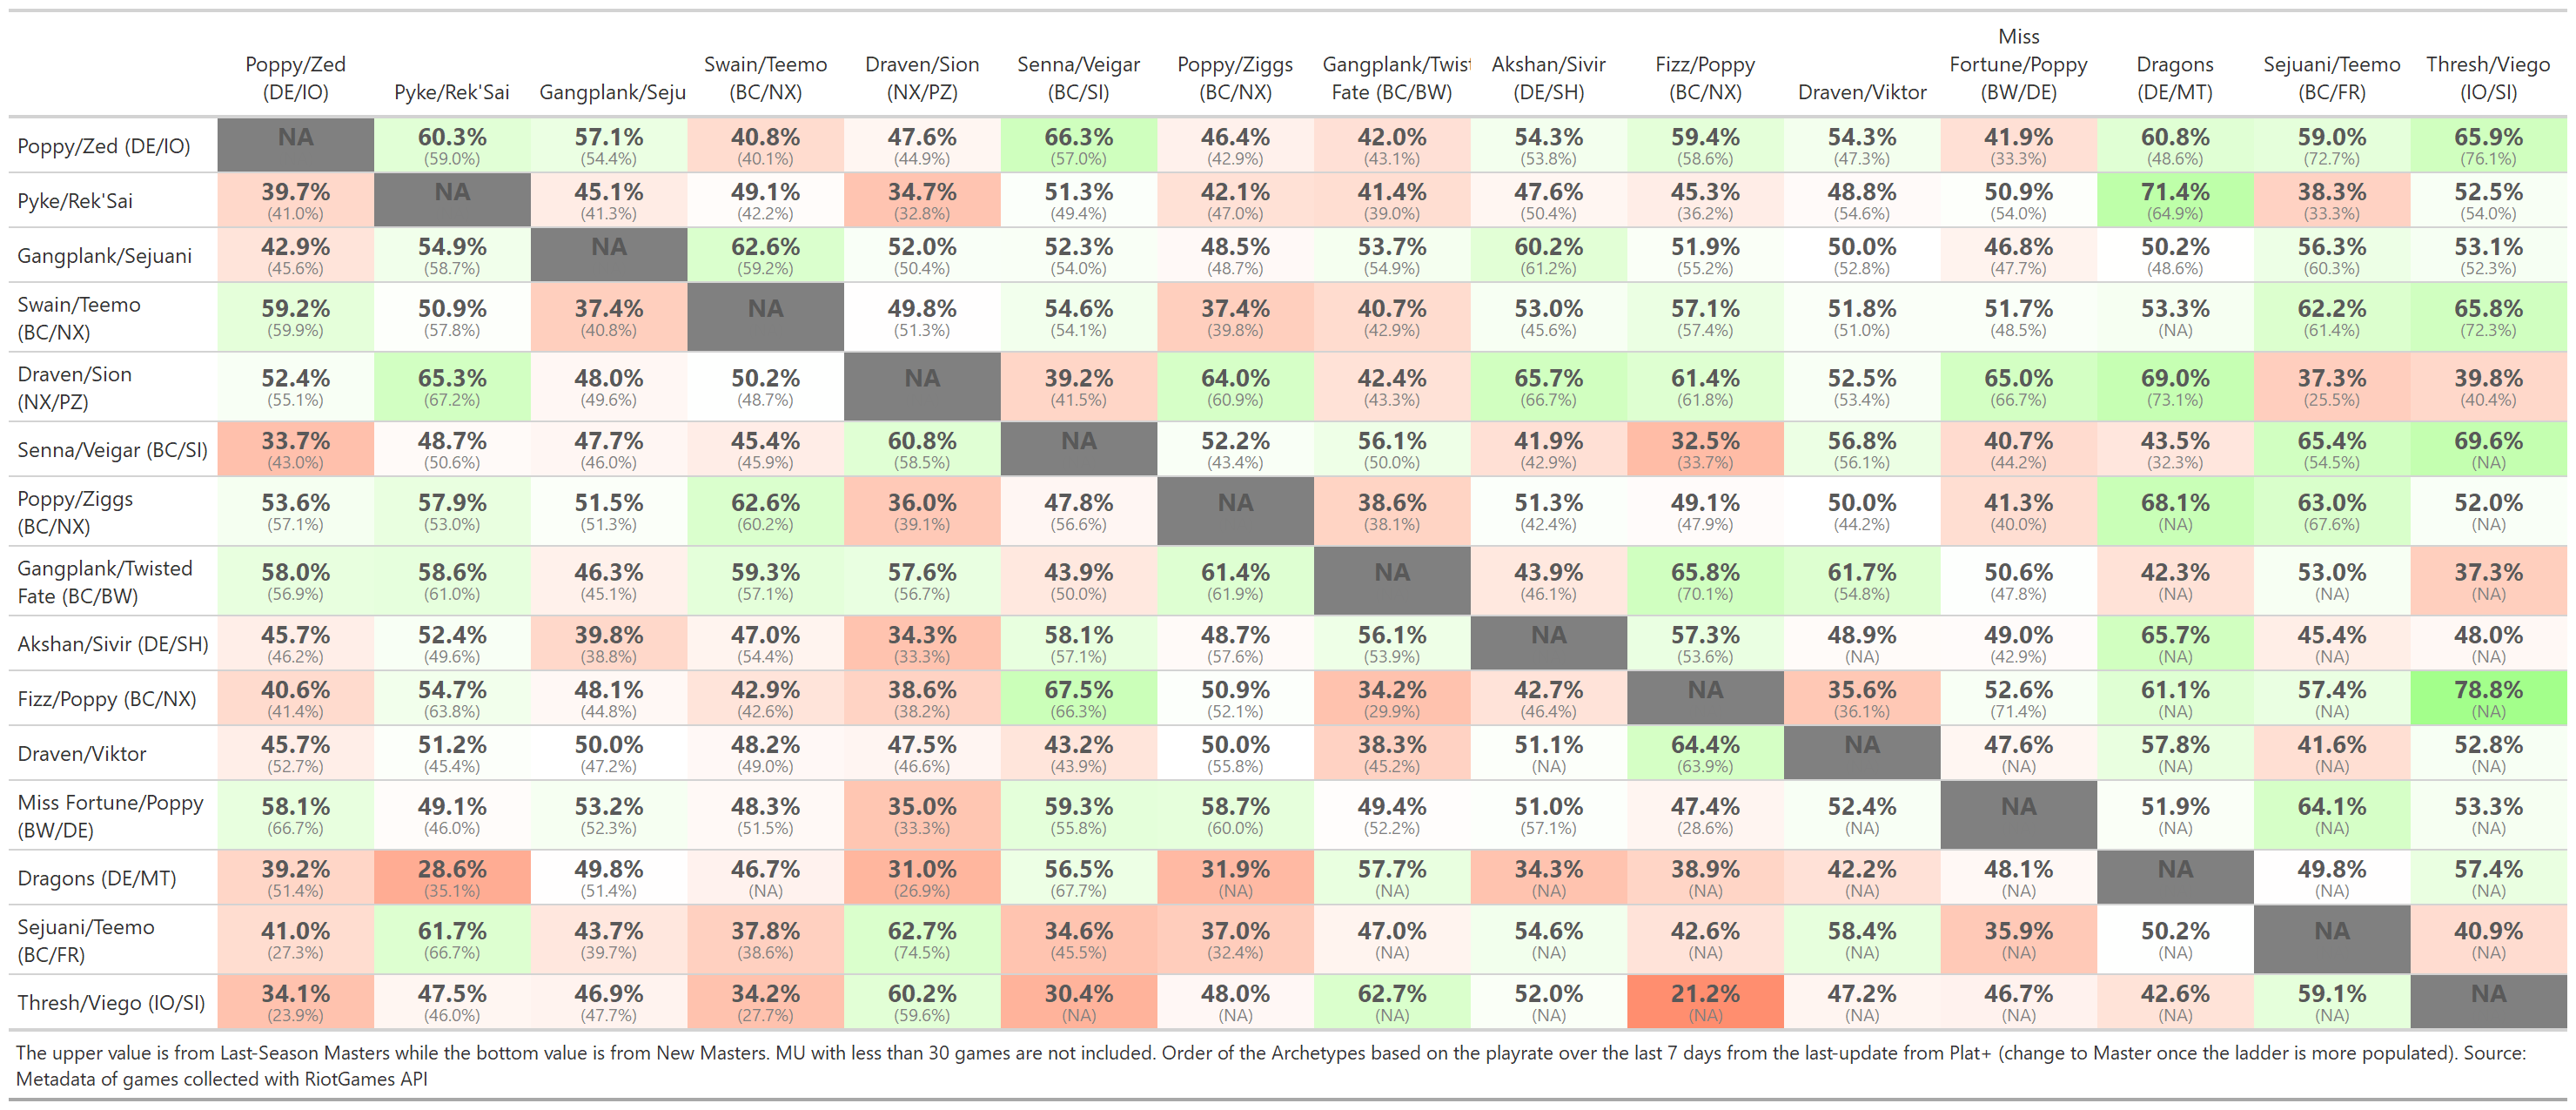 Poppy/Zed (DE/IO) Pyke/Rek'Sai Gangplank/Seju Swain/Teemo (BC/NX) Draven/Sion (NX/PZ) Senna/Veigar (BC/SI) Poppy/Ziggs (BC/NX) Gangplank/Twist Fate (BC/BW) Akshan/Sivir (DE/SH) Fizz/Poppy (BC/NX) Draven/Viktor Miss Fortune/Poppy (BW/DE) Dragons (DE/MT) Sejuani/Teemo (BC/FR) Thresh/Viego (IO/SI)
Poppy/Zed (DE/IO) NA 60.3% 57.1% 40.8% 47.6% 66.3% 46.4% 42.0% 54.3% 59.4% 54.3% 41.9% 60.8% 59.0% 65.9%
(59.0%) (54.4%) (40.1%) (44.9%) (57.0%) (42.9%) (43.1%) (53.8%) (58.6%) (47.3%) (33.3%) (48.6%) (72.7%) (76.1%)
Pyke/Rek'Sai 39.7% NA 45.1% 49.1% 34.7% 51.3% 42.1% 41.4% 47.6% 45.3% 48.8% 50.9% 71.4% 38.3% 52.5%
(41.0%) (41.3%) (42.2%) (32.8%) (49.4%) (47.0%) (39.0%) (50.4%) (36.2%) (54.6%) (54.0%) (64.9%) (33.3%) (54.0%)
Gangplank/Sejuani 42.9% 54.9% NA 62.6% 52.0% 52.3% 48.5% 53.7% 60.2% 51.9% 50.0% 46.8% 50.2% 56.3% 53.1%
(45.6%) (58.7%) (59.2%) (50.4%) (54.0%) (48.7%) (54.9%) (61.2%) (55.2%) (52.8%) (47.7%) (48.6%) (60.3%) (52.3%)
Swain/Teemo (BC/NX) 59.2% 50.9% 37.4% NA 49.8% 54.6% 37.4% 40.7% 53.0% 57.1% 51.8% 51.7% 53.3% 62.2% 65.8%
(59.9%) (57.8%) (40.8%) (51.3%) (54.1%) (39.8%) (42.9%) (45.6%) (57.4%) (51.0%) (48.5%) (NA) (61.4%) (72.3%)
Draven/Sion (NX/PZ) 52.4% 65.3% 48.0% 50.2% NA 39.2% 64.0% 42.4% 65.7% 61.4% 52.5% 65.0% 69.0% 37.3% 39.8%
(55.1%) (67.2%) (49.6%) (48.7%) (41.5%) (60.9%) (43.3%) (66.7%) (61.8%) (53.4%) (66.7%) (73.1%) (25.5%) (40.4%)
Senna/Veigar (BC/SI) 33.7% 48.7% 47.7% 45.4% 60.8% NA 52.2% 56.1% 41.9% 32.5% 56.8% 40.7% 43.5% 65.4% 69.6%
(43.0%) (50.6%) (46.0%) (45.9%) (58.5%) (43.4%) (50.0%) (42.9%) (33.7%) (56.1%) (44.2%) (32.3%) (54.5%) (NA)
Poppy/Ziggs (BC/NX) 53.6% 57.9% 51.5% 62.6% 36.0% 47.8% NA 38.6% 51.3% 49.1% 50.0% 41.3% 68.1% 63.0% 52.0%
(57.1%) (53.0%) (51.3%) (60.2%) (39.1%) (56.6%) (38.1%) (42.4%) (47.9%) (44.2%) (40.0%) (NA) (67.6%) (NA)
Gangplank/Twisted Fate (BC/BW) 58.0% 58.6% 46.3% 59.3% 57.6% 43.9% 61.4% NA 43.9% 65.8% 61.7% 50.6% 42.3% 53.0% 37.3%
(56.9%) (61.0%) (45.1%) (57.1%) (56.7%) (50.0%) (61.9%) (46.1%) (70.1%) (54.8%) (47.8%) (NA) (NA) (NA)
Akshan/Sivir (DE/SH) 45.7% 52.4% 39.8% 47.0% 34.3% 58.1% 48.7% 56.1% NA 57.3% 48.9% 49.0% 65.7% 45.4% 48.0%
(46.2%) (49.6%) (38.8%) (54.4%) (33.3%) (57.1%) (57.6%) (53.9%) (53.6%) (NA) (42.9%) (NA) (NA) (NA)
Fizz/Poppy (BC/NX) 40.6% 54.7% 48.1% 42.9% 38.6% 67.5% 50.9% 34.2% 42.7% NA 35.6% 52.6% 61.1% 57.4% 78.8%
(41.4%) (63.8%) (44.8%) (42.6%) (38.2%) (66.3%) (52.1%) (29.9%) (46.4%) (36.1%) (71.4%) (NA) (NA) (NA)
Draven/Viktor 45.7% 51.2% 50.0% 48.2% 47.5% 43.2% 50.0% 38.3% 51.1% 64.4% NA 47.6% 57.8% 41.6% 52.8%
(52.7%) (45.4%) (47.2%) (49.0%) (46.6%) (43.9%) (55.8%) (45.2%) (NA) (63.9%) (NA) (NA) (NA) (NA)
Miss Fortune/Poppy (BW/DE) 58.1% 49.1% 53.2% 48.3% 35.0% 59.3% 58.7% 49.4% 51.0% 47.4% 52.4% NA 51.9% 64.1% 53.3%
(66.7%) (46.0%) (52.3%) (51.5%) (33.3%) (55.8%) (60.0%) (52.2%) (57.1%) (28.6%) (NA) (NA) (NA) (NA)
Dragons (DE/MT) 39.2% 28.6% 49.8% 46.7% 31.0% 56.5% 31.9% 57.7% 34.3% 38.9% 42.2% 48.1% NA 49.8% 57.4%
(51.4%) (35.1%) (51.4%) (NA) (26.9%) (67.7%) (NA) (NA) (NA) (NA) (NA) (NA) (NA) (NA)
Sejuani/Teemo (BC/FR) 41.0% 61.7% 43.7% 37.8% 62.7% 34.6% 37.0% 47.0% 54.6% 42.6% 58.4% 35.9% 50.2% NA 40.9%
(27.3%) (66.7%) (39.7%) (38.6%) (74.5%) (45.5%) (32.4%) (NA) (NA) (NA) (NA) (NA) (NA) (NA)
Thresh/Viego (IO/SI) 34.1% 47.5% 46.9% 34.2% 60.2% 30.4% 48.0% 62.7% 52.0% 21.2% 47.2% 46.7% 42.6% 59.1% NA
(23.9%) (46.0%) (47.7%) (27.7%) (59.6%) (NA) (NA) (NA) (NA) (NA) (NA) (NA) (NA) (NA)
The upper value is from Last-Season Masters while the bottom value is from New Masters. MU with less than 30 games are not included. Order of the Archetypes based on the playrate over the last 7 days from the last-update from Plat+ (change to Master once the ladder is more populated). Source:
Metadata of games collected with RiotGames API